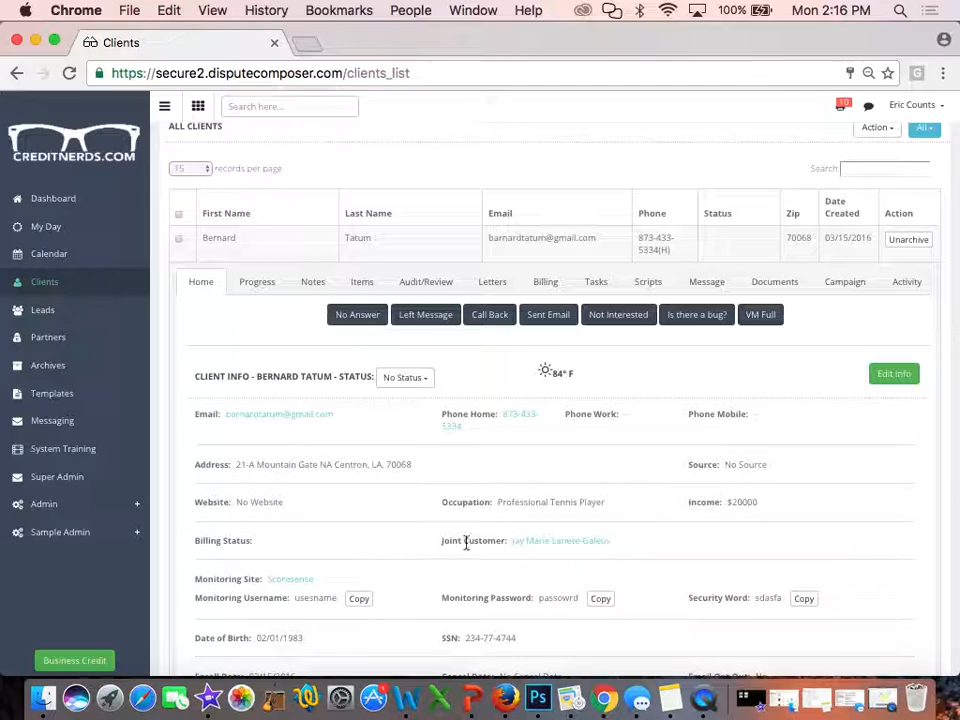 Chrome File Edit View History Bookmarks People Window Help 100% Mon 2:16 PM
Clients
https://secure2.disputecomposer.com/clients_list
Search here...
10
Eric Counts
CREDITNERDS.COM
Dashboard
My Day
Calendar
Clients
Leads
Partners
Archives
Templates
Messaging
System Training
Super Admin
Admin +
Sample Admin +
Business Credit
ALL CLIENTS
Action
All
15 records per page
Search:
First Name Last Name Email Phone Status Zip Date Created Action
Bernard Tatum barnardtatum@gmail.com 873-433-5334(H) 70068 03/15/2016 Unarchive
Home Progress Notes Items Audit/Review Letters Billing Tasks Scripts Message Documents Campaign Activity
No Answer Left Message Call Back Sent Email Not Interested Is there a bug? VM Full
CLIENT INFO - BERNARD TATUM - STATUS: No Status
84° F
Edit Info
Email: barnardtatum@gmail.com Phone Home: 873-433-5334 Phone Work: -- Phone Mobile: --
Address: 21-A Mountain Gate NA Centron, LA, 70068 Source: No Source
Website: No Website Occupation: Professional Tennis Player income: $20000
Billing Status: Joint Customer: Jay Marie Lanete-Galeos
Monitoring Site: Scoresense
Monitoring Username: usesname Copy Monitoring Password: passowrd Copy Security Word: sdasfa Copy
Date of Birth: 02/01/1983 SSN: 234-77-4744